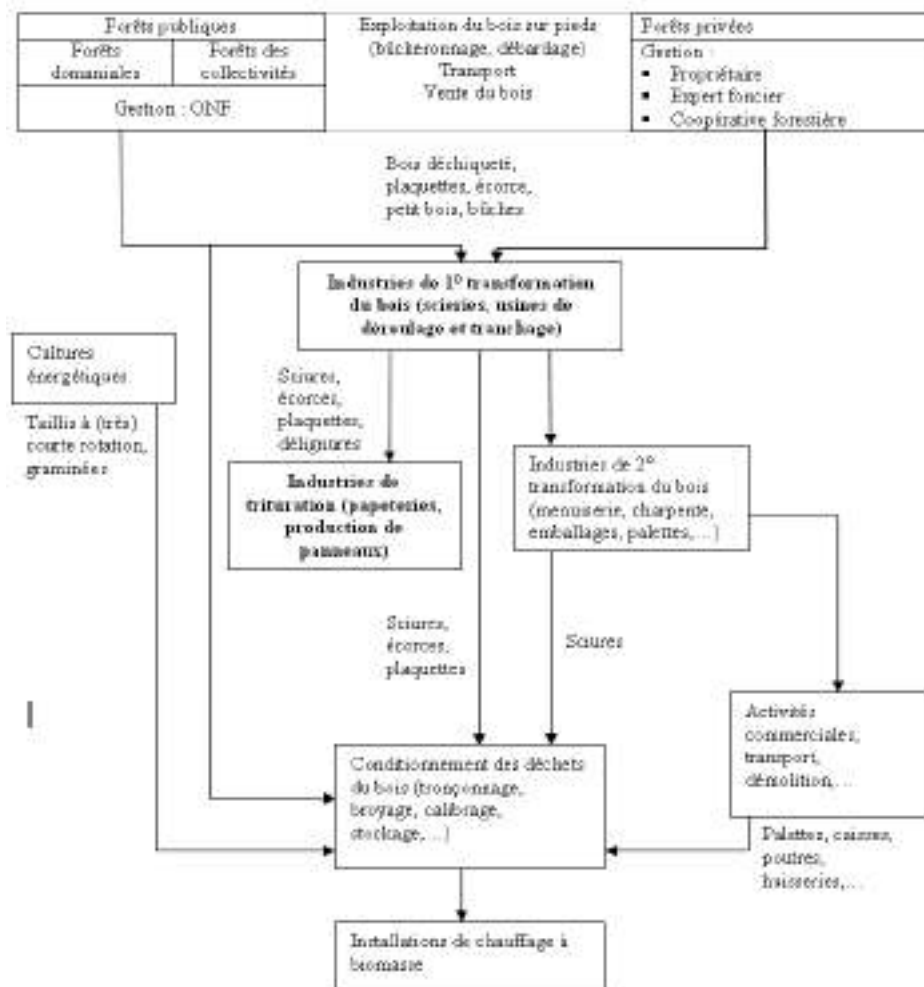 Forêts publiques
Forêts
domaniales
Forêts des
collectivités
Gestion : ONF
Exploitation du bois sur pieds
(bûcheronnage, débardage)
Transport
Vente du bois
Forêts privées
Gestion :
▪ Propriétaire
▪ Expert foncier
▪ Coopérative forestière
Bois déchiqueté,
plaquettes, écorce,
petit bois, bûches
Industries de 1° transformation
du bois (scieries, usines de
déroulage et tranchage)
Cultures
énergétiques
Taillis à (très)
courte rotation,
graminées
Sciures,
écorces,
plaquettes,
délignures
Industries de
trituration (papeteries,
production de
panneaux)
Industries de 2°
transformation du bois
(menuiserie, charpente,
emballages, palettes,...)
Sciures,
écorces,
plaquettes
Sciures
Activités
commerciales,
transport,
démolition,...
Conditionnement des déchets
du bois (tronçonnage,
broyage, calibrage,
stockage,...)
Palettes, caisses,
poutres,
huisseries,...
Installations de chauffage à
biomasse